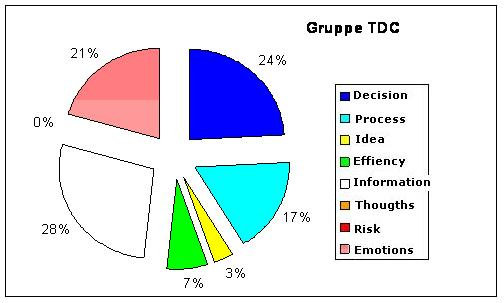 Gruppe TDC
21%
24%
0%
28%
17%
7%
3%
Decision
Process
Idea
Effiency
Information
Thougths
Risk
Emotions